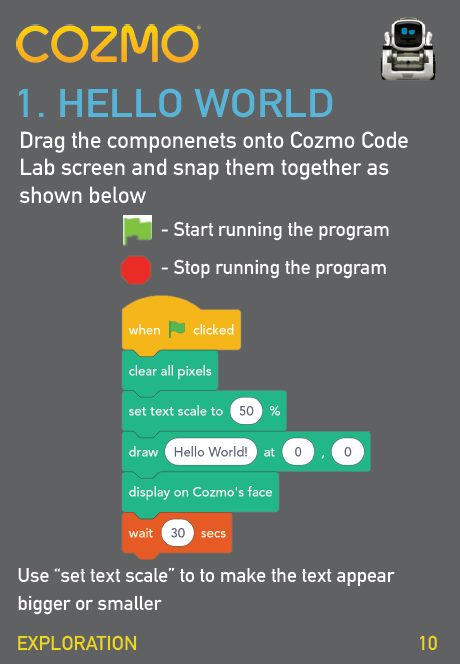 COZMO
1. HELLO WORLD
Drag the componenets onto Cozmo Code
Lab screen and snap them together as
shown below
- Start running the program
- Stop running the program
when clicked
clear all pixels
set text scale to 50 %
draw Hello World! at 0 , 0
display on Cozmo's face
wait 30 secs
Use “set text scale” to to make the text appear
bigger or smaller
EXPLORATION 10